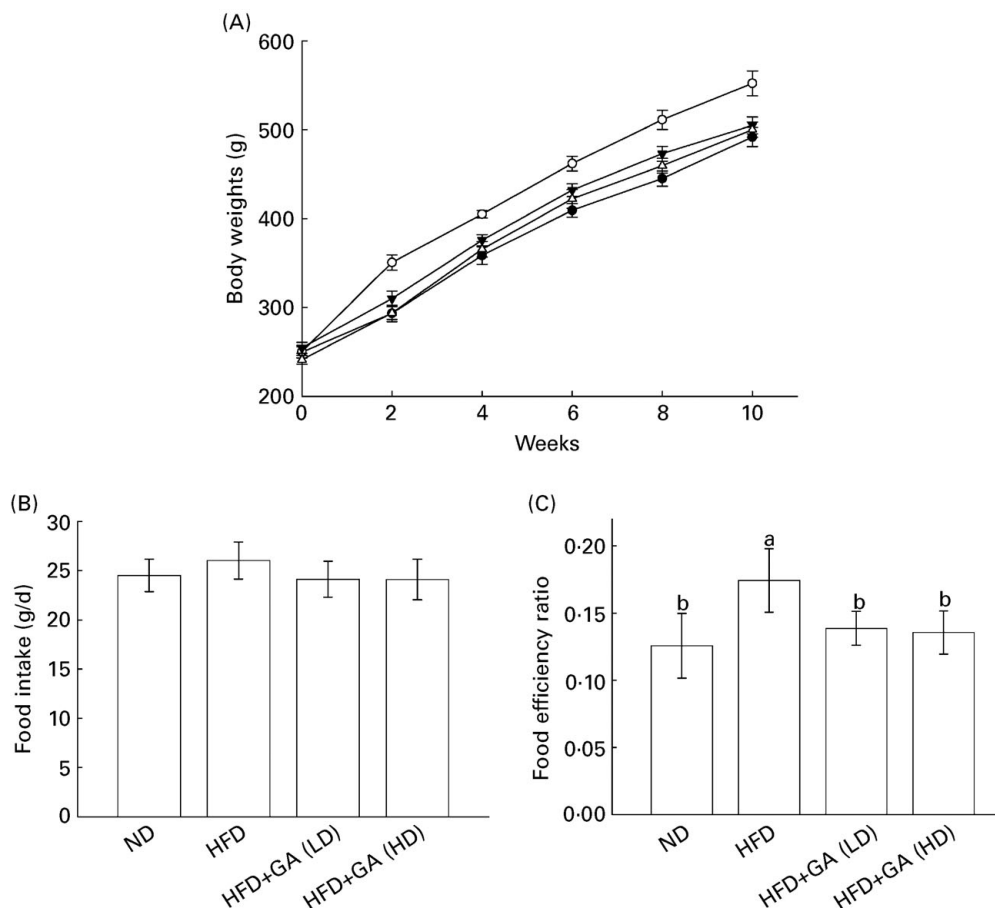 (A)
600
500
400
300
200
Body weights (g)
0 2 4 6 8 10
Weeks
(B)
30
25
20
15
10
5
0
Food intake (g/d)
ND HFD HFD+GA (LD) HFD+GA (HD)
(C)
0·20
0·15
0·10
0·05
0·00
Food efficiency ratio
b a b b
ND HFD HFD+GA (LD) HFD+GA (HD)